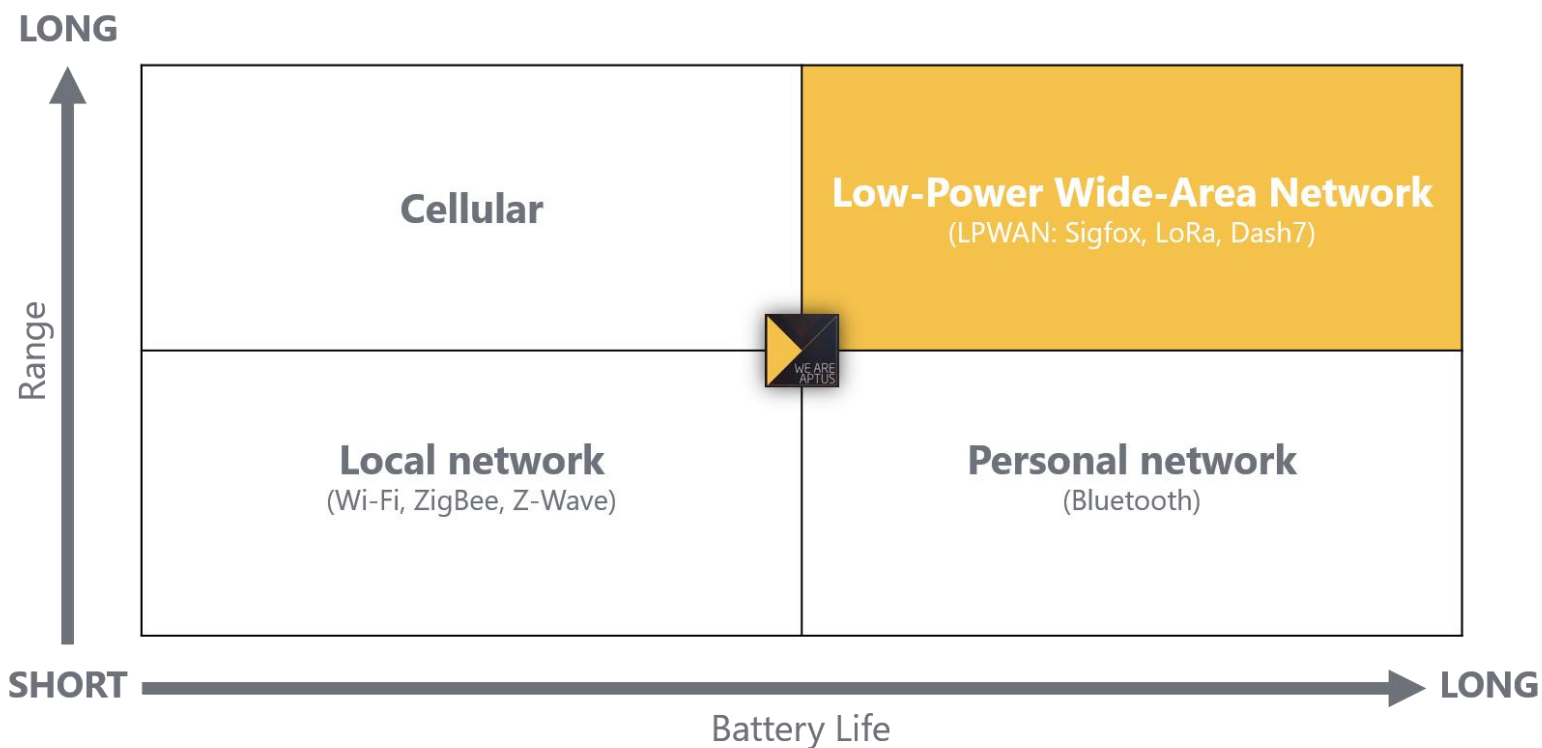 LONG
Cellular
Low-Power Wide-Area Network
(LPWAN: Sigfox, LoRa, Dash7)
Range
WE ARE
APTUS
Local network
(Wi-Fi, ZigBee, Z-Wave)
Personal network
(Bluetooth)
SHORT
LONG
Battery Life